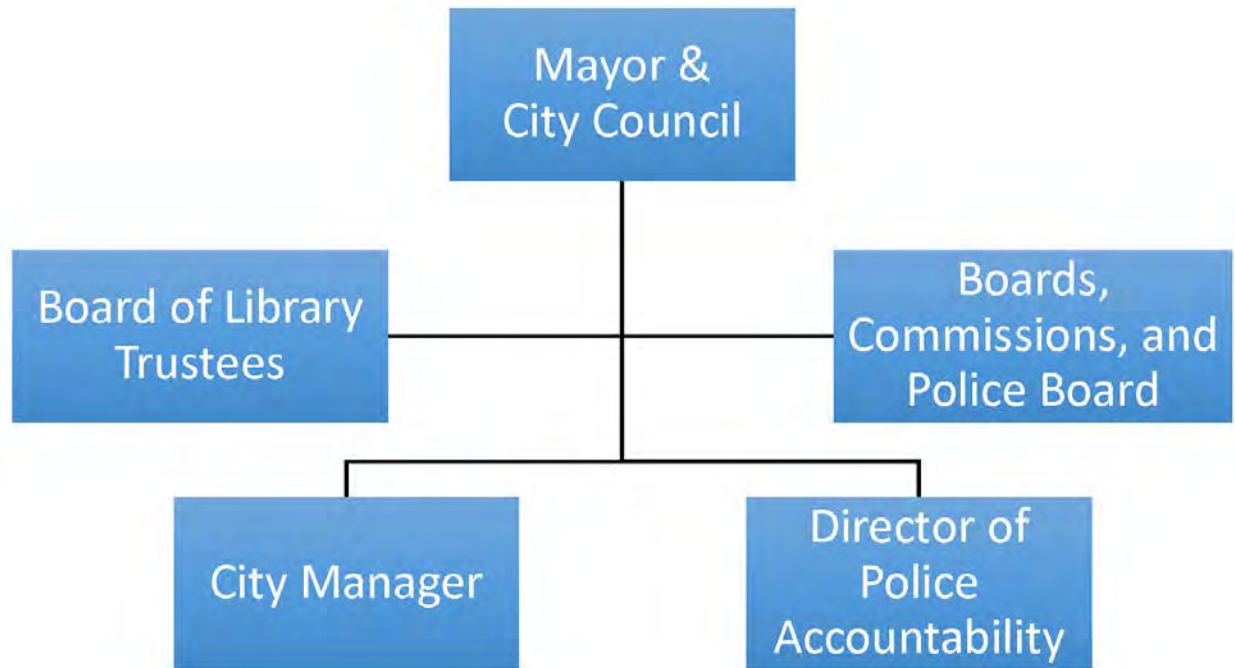 Mayor &
City Council
Board of Library
Trustees
Boards,
Commissions, and
Police Board
City Manager
Director of
Police
Accountability